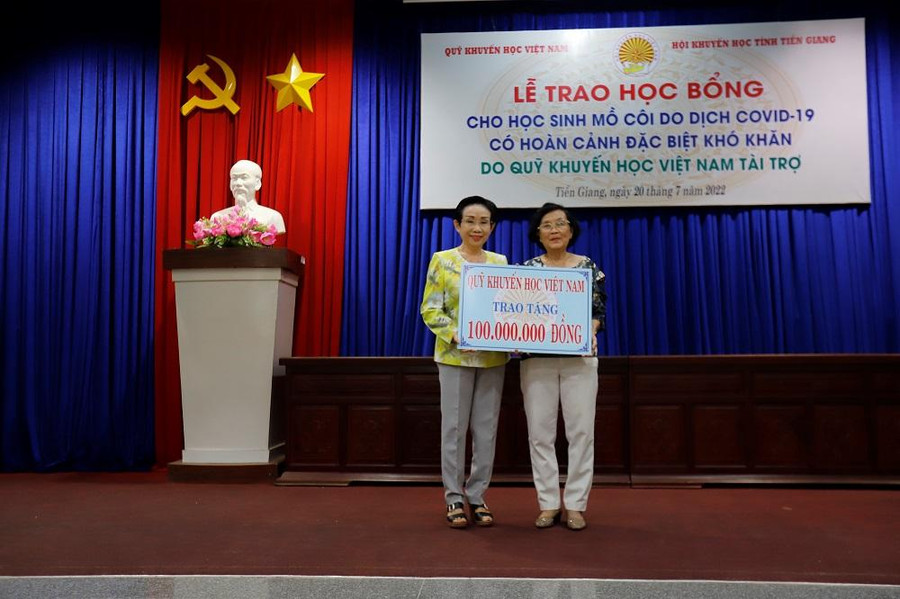 QUỸ KHUYẾN HỌC VIỆT NAM
HỘI KHUYẾN HỌC TỈNH TIỀN GIANG
LỄ TRAO HỌC BỔNG
CHO HỌC SINH MỒ CÔI DO DỊCH COVID-19
CÓ HOÀN CẢNH ĐẶC BIỆT KHÓ KHĂN
DO QUỸ KHUYẾN HỌC VIỆT NAM TÀI TRỢ
Tiền Giang, ngày 20 tháng 7 năm 2022
QUỸ KHUYẾN HỌC VIỆT NAM
TRAO TẶNG
100.000.000 ĐỒNG